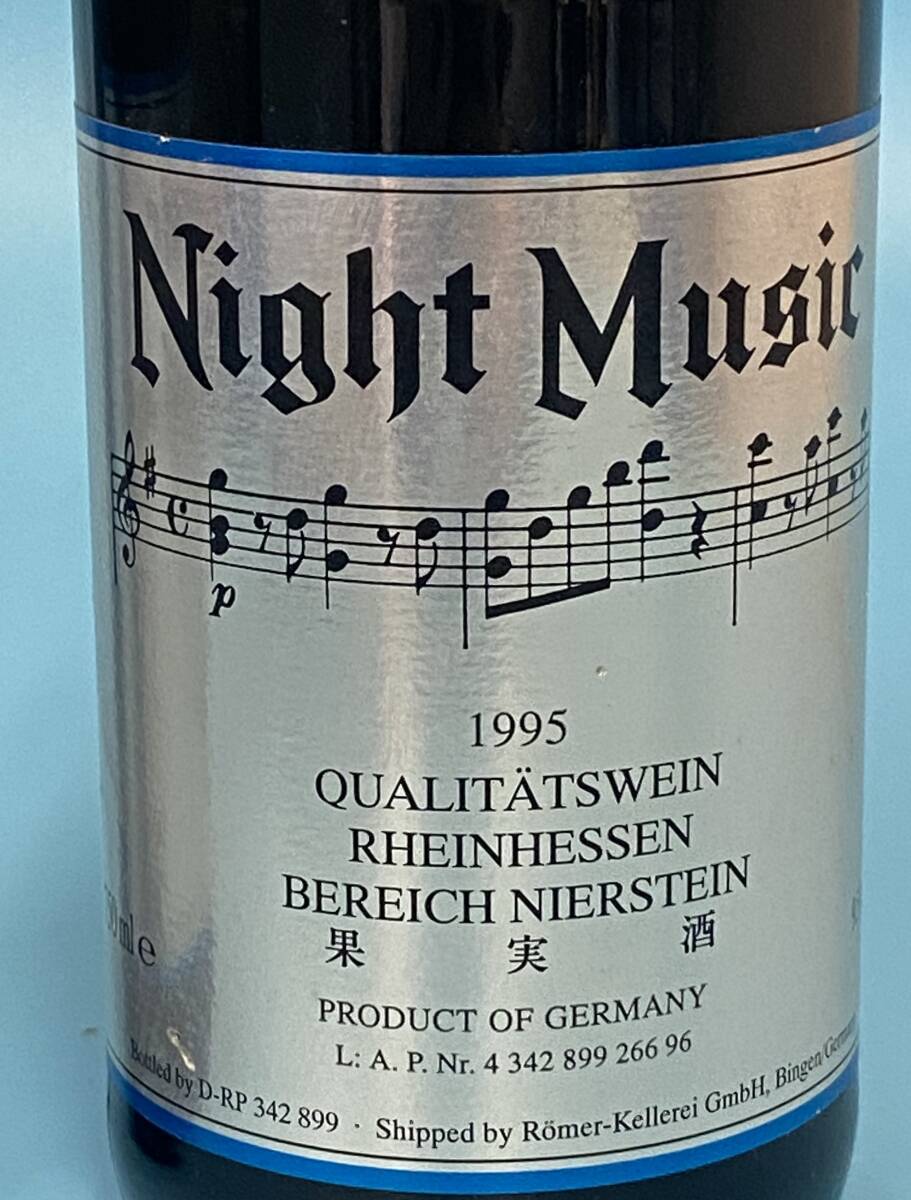 Night Music
p
1995
QUALITÄTSWEIN
RHEINHESSEN
BEREICH NIERSTEIN
果 実 酒
ml e
PRODUCT OF GERMANY
L: A. P. Nr. 4 342 899 266 96
Bottled by D-RP 342 899 · Shipped by Römer-Kellerei GmbH, Bingen/